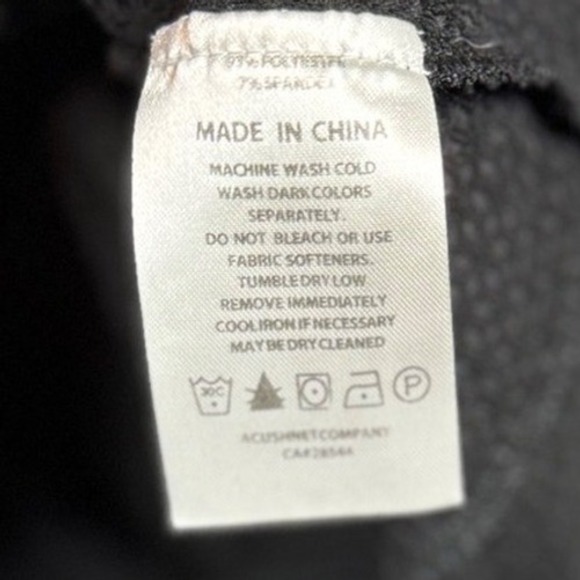 93% POLYESTER
7% SPANDEX
MADE IN CHINA
MACHINE WASH COLD
WASH DARK COLORS
SEPARATELY.
DO NOT BLEACH OR USE
FABRIC SOFTENERS.
TUMBLE DRY LOW
REMOVE IMMEDIATELY
COOL IRON IF NECESSARY
MAY BE DRY CLEANED
30C P
ACUSHNET COMPANY
CA#28544